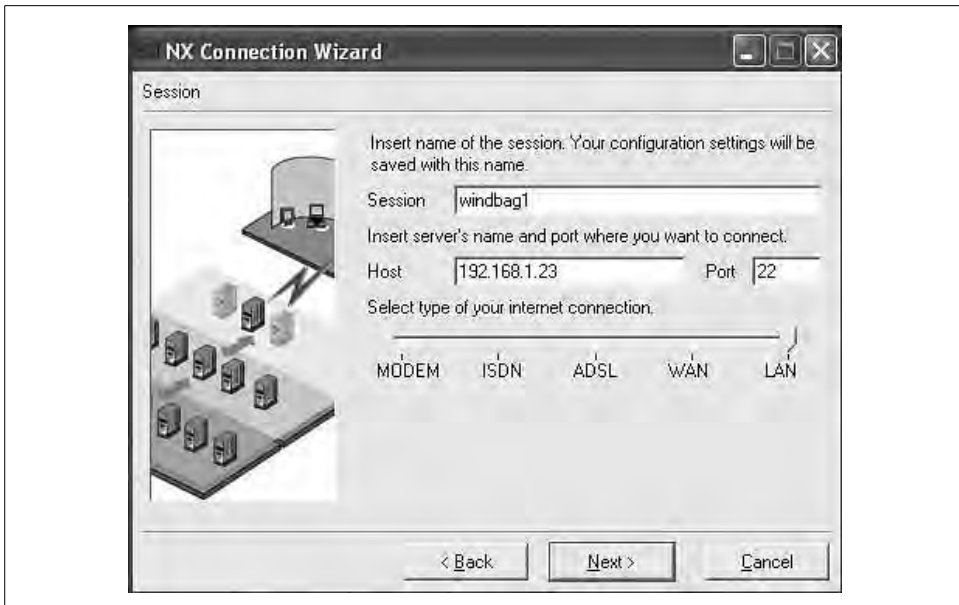 NX Connection Wizard
Session
Insert name of the session. Your configuration settings will be
saved with this name.
Session windbag1
Insert server's name and port where you want to connect.
Host 192.168.1.23 Port 22
Select type of your internet connection.
MODEM ISDN ADSL WAN LAN
< Back Next > Cancel